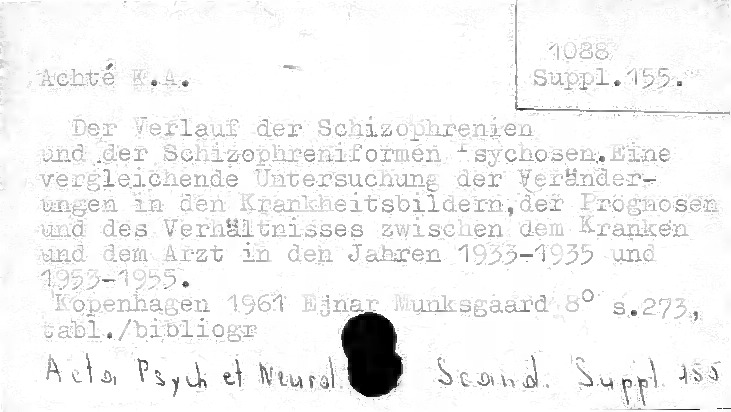 1088
Suppl.155.
Achté K.A.
Der Verlauf der Schizophrenien
und der Schizophreniformen Psychosen.Eine
vergleichende Untersuchung der Veränder-
ungen in den Krankheitsbildern,der Prognosen
und des Verhältnisses zwischen dem Kranken
und dem Arzt in den Jahren 1933-1935 und
1953-1955.
Kopenhagen 1961 Ejnar Munksgaard 8° s.273,
tabl./bibliogr
Acta Psych et Neurol. Scand. Suppl 155